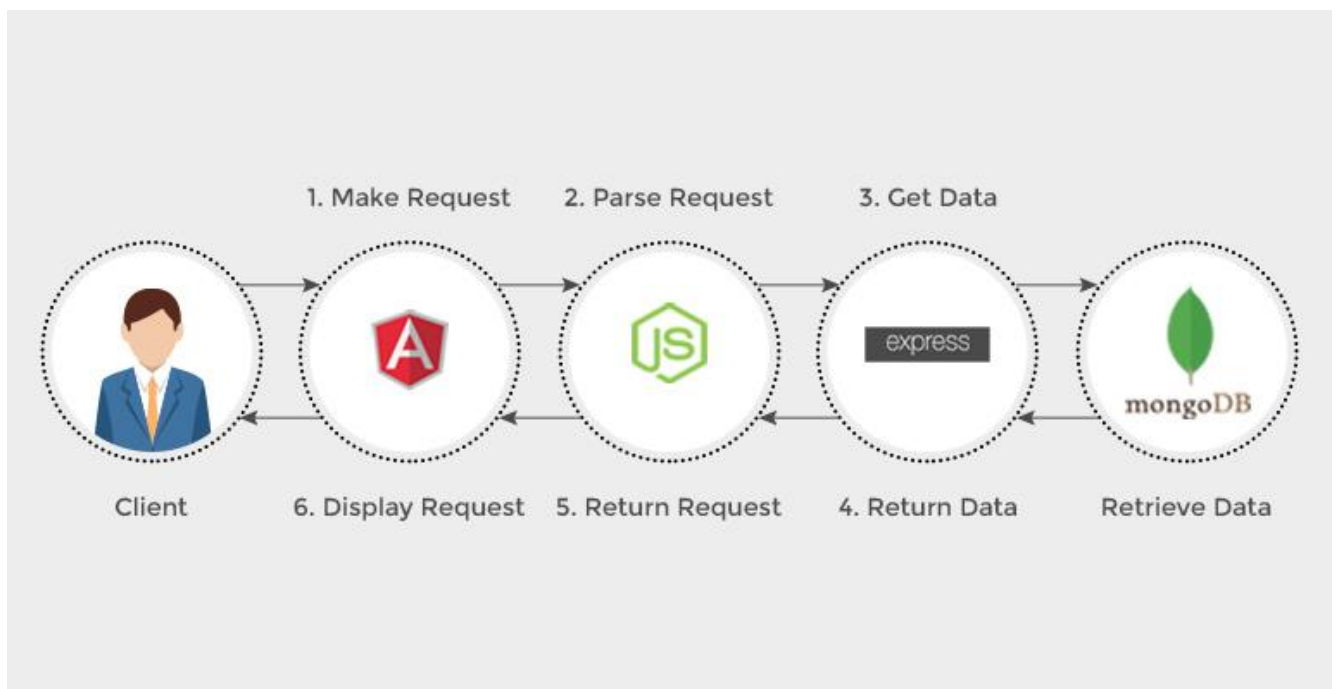 1. Make Request
2. Parse Request
3. Get Data
A
JS
express
mongoDB
Client
6. Display Request
5. Return Request
4. Return Data
Retrieve Data